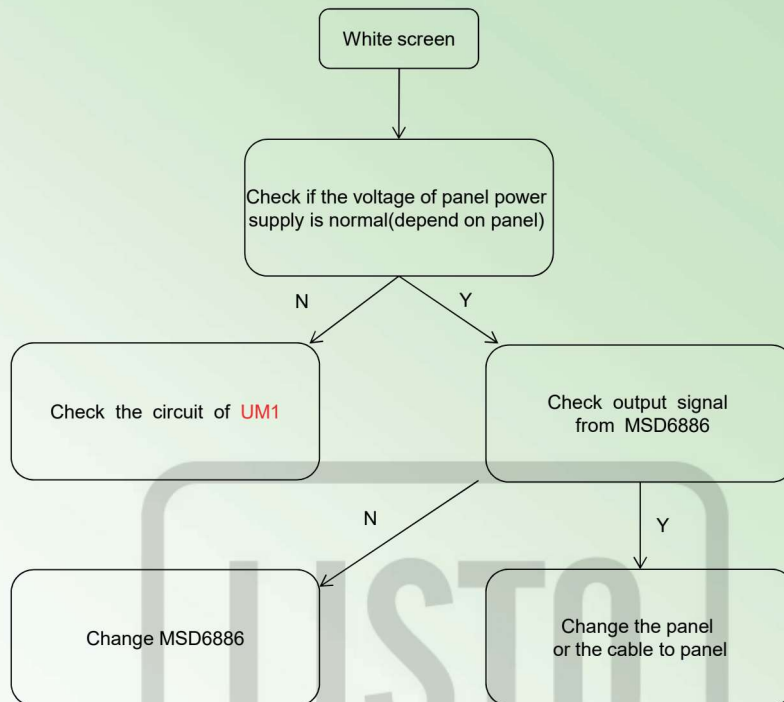 White screen
Check if the voltage of panel power
supply is normal(depend on panel)
N
Y
Check the circuit of UM1
Check output signal
from MSD6886
N
Y
Change MSD6886
Change the panel
or the cable to panel
LISTO